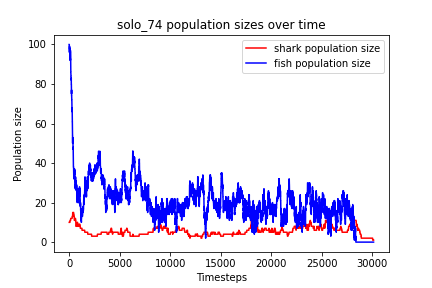 solo_74 population sizes over time
shark population size
fish population size
Population size
100
80
60
40
20
0
0 5000 10000 15000 20000 25000 30000
Timesteps